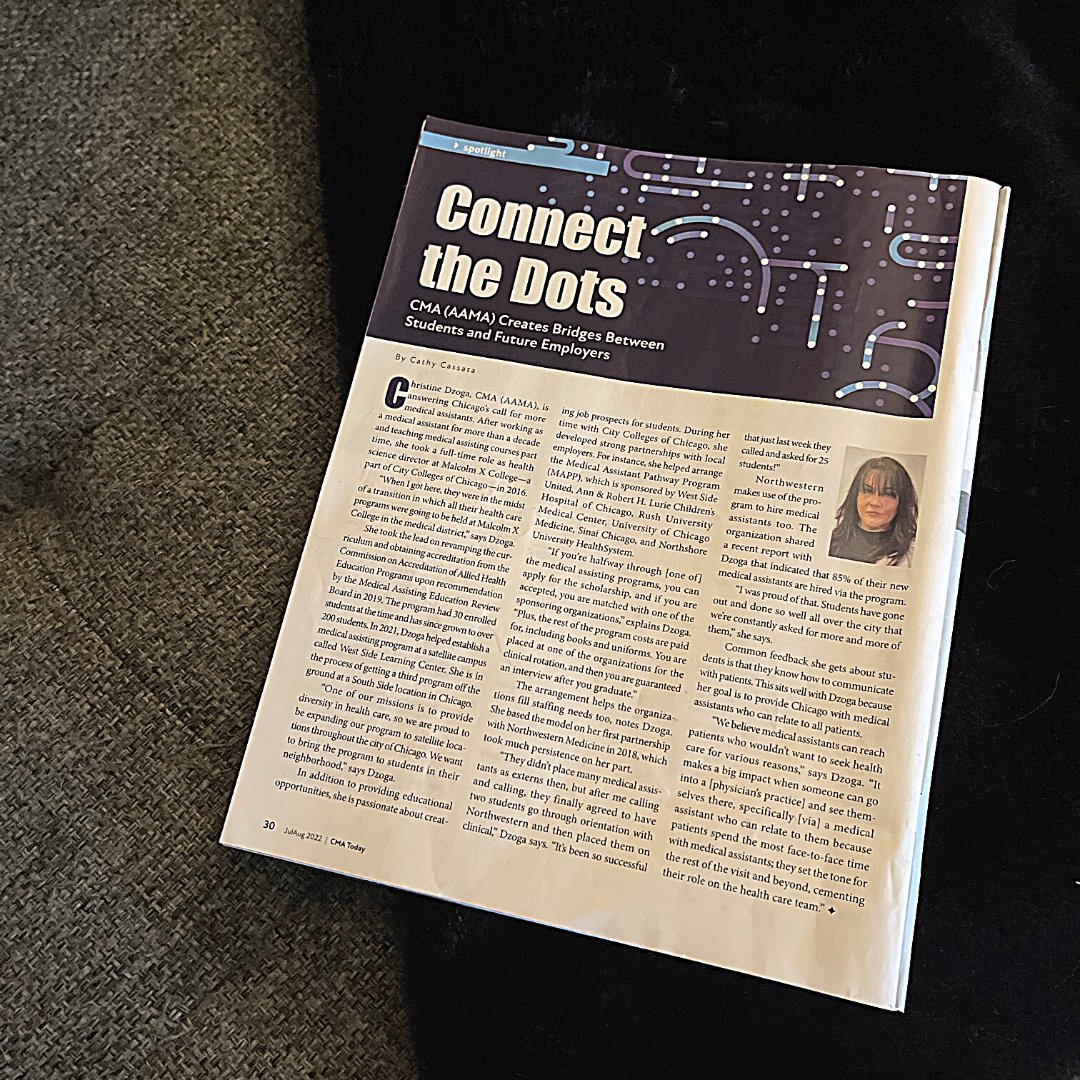 spotlight
Connect
the Dots
CMA (AAMA) Creates Bridges Between
Students and Future Employers
By Cathy Cassata
Christine Dzoga, CMA (AAMA), is
answering Chicago's call for more
medical assistants. After working as
a medical assistant for more than a decade
and teaching medical assisting courses part
time, she took a full-time role as health
science director at Malcolm X College—a
part of City Colleges of Chicago—in 2016.
"When I got here, they were in the midst
of a transition in which all their health care
programs were going to be held at Malcolm X
College in the medical district," says Dzoga.
She took the lead on revamping the cur-
riculum and obtaining accreditation from the
Commission on Accreditation of Allied Health
Education Programs upon recommendation
by the Medical Assisting Education Review
Board in 2019. The program had 30 enrolled
students at the time and has since grown to over
200 students. In 2021, Dzoga helped establish a
medical assisting program at a satellite campus
called West Side Learning Center. She is in
the process of getting a third program off the
ground at a South Side location in Chicago.
"One of our missions is to provide
diversity in health care, so we are proud to
be expanding our program to satellite loca-
tions throughout the city of Chicago. We want
to bring the program to students in their
neighborhood," says Dzoga.
In addition to providing educational
opportunities, she is passionate about creat-
ing job prospects for students. During her
time with City Colleges of Chicago, she
developed strong partnerships with local
employers. For instance, she helped arrange
the Medical Assistant Pathway Program
(MAPP), which is sponsored by West Side
United, Ann & Robert H. Lurie Children's
Hospital of Chicago, Rush University
Medical Center, University of Chicago
Medicine, Sinai Chicago, and Northshore
University HealthSystem.
"If you're halfway through [one of]
the medical assisting programs, you can
apply for the scholarship, and if you are
accepted, you are matched with one of the
sponsoring organizations," explains Dzoga.
"Plus, the rest of the program costs are paid
for, including books and uniforms. You are
placed at one of the organizations for the
clinical rotation, and then you are guaranteed
an interview after you graduate."
The arrangement helps the organiza-
tions fill staffing needs too, notes Dzoga.
She based the model on her first partnership
with Northwestern Medicine in 2018, which
took much persistence on her part.
"They didn't place many medical assis-
tants as externs then, but after me calling
and calling, they finally agreed to have
two students go through orientation with
Northwestern and then placed them on
clinical," Dzoga says. "It's been so successful
that just last week they
called and asked for 25
students!"
Northwestern
makes use of the pro-
gram to hire medical
assistants too. The
organization shared
a recent report with
Dzoga that indicated that 85% of their new
medical assistants are hired via the program.
"I was proud of that. Students have gone
out and done so well all over the city that
we're constantly asked for more and more of
them," she says.
Common feedback she gets about stu-
dents is that they know how to communicate
with patients. This sits well with Dzoga because
her goal is to provide Chicago with medical
assistants who can relate to all patients.
"We believe medical assistants can reach
patients who wouldn't want to seek health
care for various reasons," says Dzoga. "It
makes a big impact when someone can go
into a [physician's practice] and see them-
selves there, specifically [via] a medical
assistant who can relate to them because
patients spend the most face-to-face time
with medical assistants; they set the tone for
the rest of the visit and beyond, cementing
their role on the health care team."
30 JulAug 2022 | CMA Today